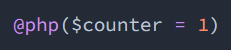 @php($counter = 1)